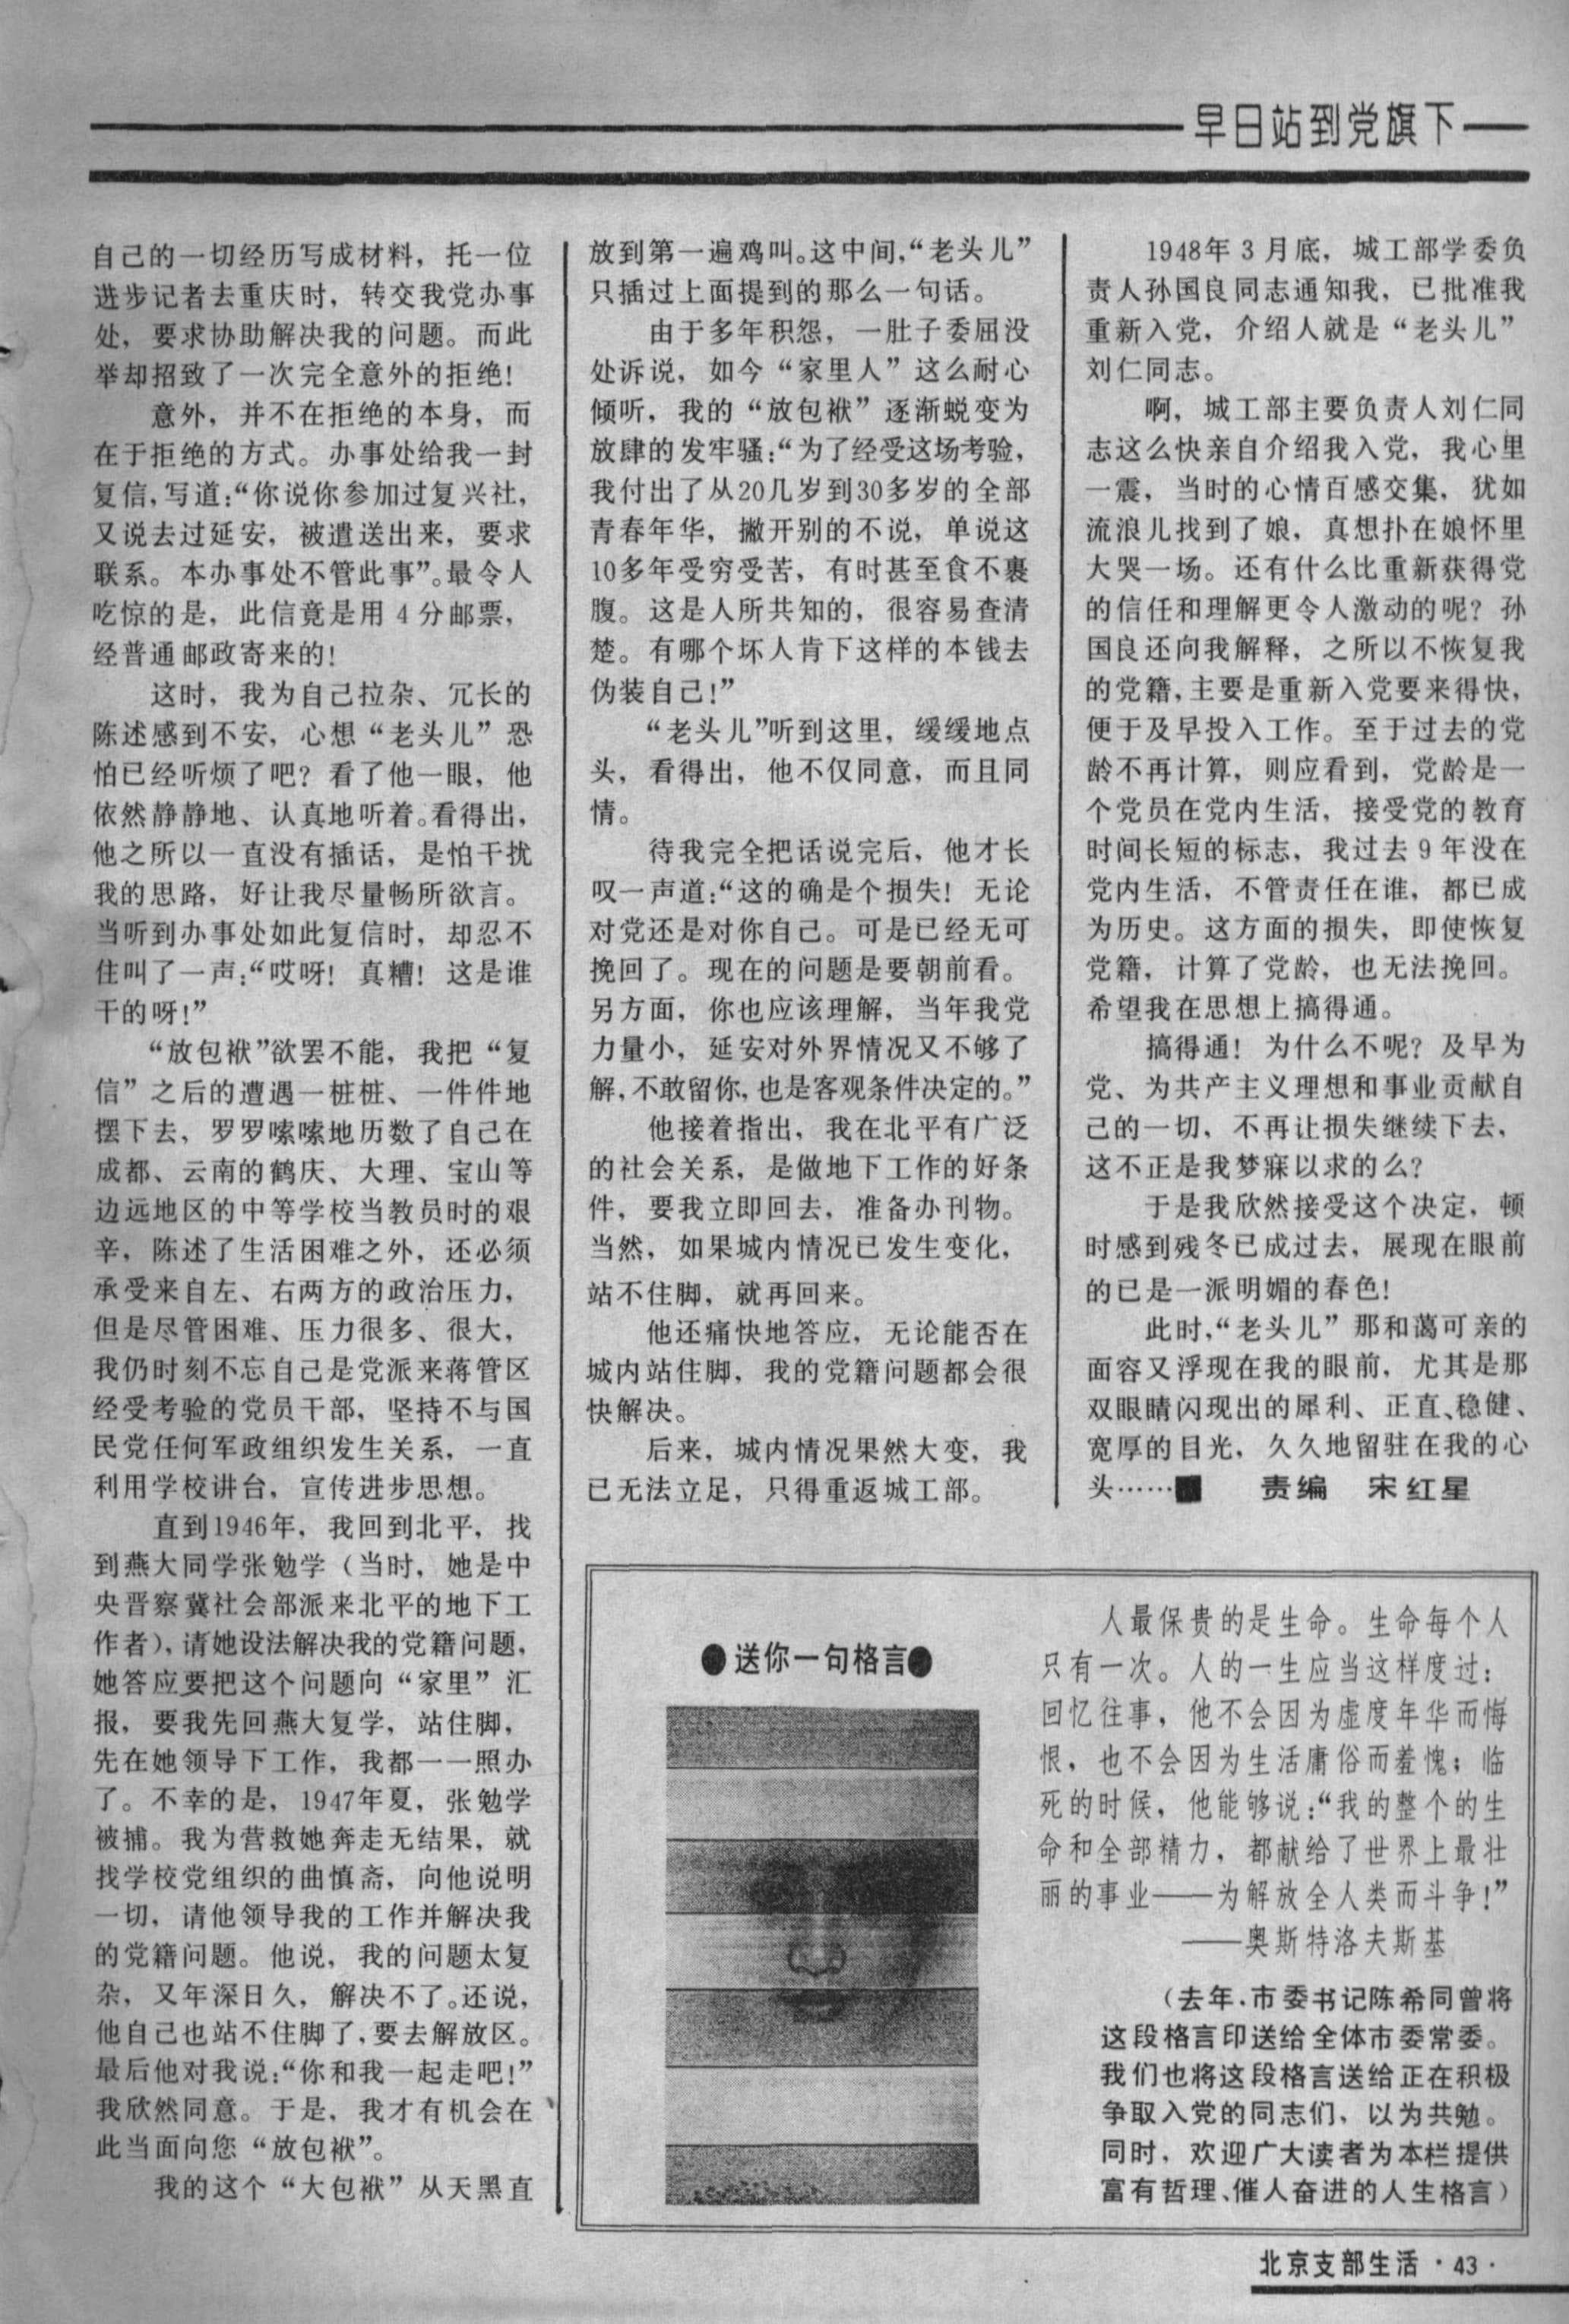 早日站到党旗下
自己的一切经历写成材料，托一位
进步记者去重庆时，转交我党办事
处，要求协助解决我的问题。而此
举却招致了一次完全意外的拒绝！
意外，并不在拒绝的本身，而
在于拒绝的方式。办事处给我一封
复信，写道：“你说你参加过复兴社，
又说去过延安，被遣送出来，要求
联系。本办事处不管此事”。最令人
吃惊的是，此信竟是用4分邮票，
经普通邮政寄来的！
这时，我为自己拉杂、冗长的
陈述感到不安，心想“老头儿”恐
怕已经听烦了吧？看了他一眼，他
依然静静地、认真地听着。看得出，
他之所以一直没有插话，是怕干扰
我的思路，好让我尽量畅所欲言。
当听到办事处如此复信时，却忍不
住叫了一声：“哎呀！真糟！这是谁
干的呀！”
“放包袱”欲罢不能，我把“复
信”之后的遭遇一桩桩、一件件地
摆下去，罗罗嗦嗦地历数了自己在
成都、云南的鹤庆、大理、宝山等
边远地区的中等学校当教员时的艰
辛，陈述了生活困难之外，还必须
承受来自左、右两方的政治压力，
但是尽管困难、压力很多、很大，
我仍时刻不忘自己是党派来蒋管区
经受考验的党员干部，坚持不与国
民党任何军政组织发生关系，一直
利用学校讲台，宣传进步思想。
直到1946年，我回到北平，找
到燕大同学张勉学（当时，她是中
央晋察冀社会部派来北平的地下工
作者），请她设法解决我的党籍问题，
她答应要把这个问题向“家里”汇
报，要我先回燕大复学，站住脚，
先在她领导下工作，我都一一照办
了。不幸的是，1947年夏，张勉学
被捕。我为营救她奔走无结果，就
找学校党组织的曲慎斋，向他说明
一切，请他领导我的工作并解决我
的党籍问题。他说，我的问题太复
杂，又年深日久，解决不了。还说，
他自己也站不住脚了，要去解放区。
最后他对我说：“你和我一起走吧！”
我欣然同意。于是，我才有机会在
此当面向您“放包袱”。
我的这个“大包袱”从天黑直
放到第一遍鸡叫。这中间，“老头儿”
只插过上面提到的那么一句话。
由于多年积怨，一肚子委屈没
处诉说，如今“家里人”这么耐心
倾听，我的“放包袱”逐渐蜕变为
放肆的发牢骚：“为了经受这场考验，
我付出了从20几岁到30多岁的全部
青春年华，撇开别的不说，单说这
10多年受穷受苦，有时甚至食不裹
腹。这是人所共知的，很容易查清
楚。有哪个坏人肯下这样的本钱去
伪装自己！”
“老头儿”听到这里，缓缓地点
头，看得出，他不仅同意，而且同
情。
待我完全把话说完后，他才长
叹一声道：“这的确是个损失！无论
对党还是对你自己。可是已经无可
挽回了。现在的问题是要朝前看。
另方面，你也应该理解，当年我党
力量小，延安对外界情况又不够了
解，不敢留你，也是客观条件决定的。”
他接着指出，我在北平有广泛
的社会关系，是做地下工作的好条
件，要我立即回去，准备办刊物。
当然，如果城内情况已发生变化，
站不住脚，就再回来。
他还痛快地答应，无论能否在
城内站住脚，我的党籍问题都会很
快解决。
后来，城内情况果然大变，我
已无法立足，只得重返城工部。
1948年3月底，城工部学委负
责人孙国良同志通知我，已批准我
重新入党，介绍人就是“老头儿”
刘仁同志。
啊，城工部主要负责人刘仁同
志这么快亲自介绍我入党，我心里
一震，当时的心情百感交集，犹如
流浪儿找到了娘，真想扑在娘怀里
大哭一场。还有什么比重新获得党
的信任和理解更令人激动的呢？孙
国良还向我解释，之所以不恢复我
的党籍，主要是重新入党要来得快，
便于及早投入工作。至于过去的党
龄不再计算，则应看到，党龄是一
个党员在党内生活，接受党的教育
时间长短的标志，我过去9年没在
党内生活，不管责任在谁，都已成
为历史。这方面的损失，即使恢复
党籍，计算了党龄，也无法挽回。
希望我在思想上搞得通。
搞得通！为什么不呢？及早为
党、为共产主义理想和事业贡献自
己的一切，不再让损失继续下去，
这不正是我梦寐以求的么？
于是我欣然接受这个决定，顿
时感到残冬已成过去，展现在眼前
的已是一派明媚的春色！
此时，“老头儿”那和蔼可亲的
面容又浮现在我的眼前，尤其是那
双眼睛闪现出的犀利、正直、稳健、
宽厚的目光，久久地留驻在我的心
头……■ 责编 宋红星
●送你一句格言●
人最保贵的是生命。生命每个人
只有一次。人的一生应当这样度过：
回忆往事，他不会因为虚度年华而悔
恨，也不会因为生活庸俗而羞愧；临
死的时候，他能够说：“我的整个的生
命和全部精力，都献给了世界上最壮
丽的事业——为解放全人类而斗争！”
——奥斯特洛夫斯基
（去年，市委书记陈希同曾将
这段格言印送给全体市委常委。
我们也将这段格言送给正在积极
争取入党的同志们，以为共勉。
同时，欢迎广大读者为本栏提供
富有哲理、催人奋进的人生格言）
北京支部生活·43·